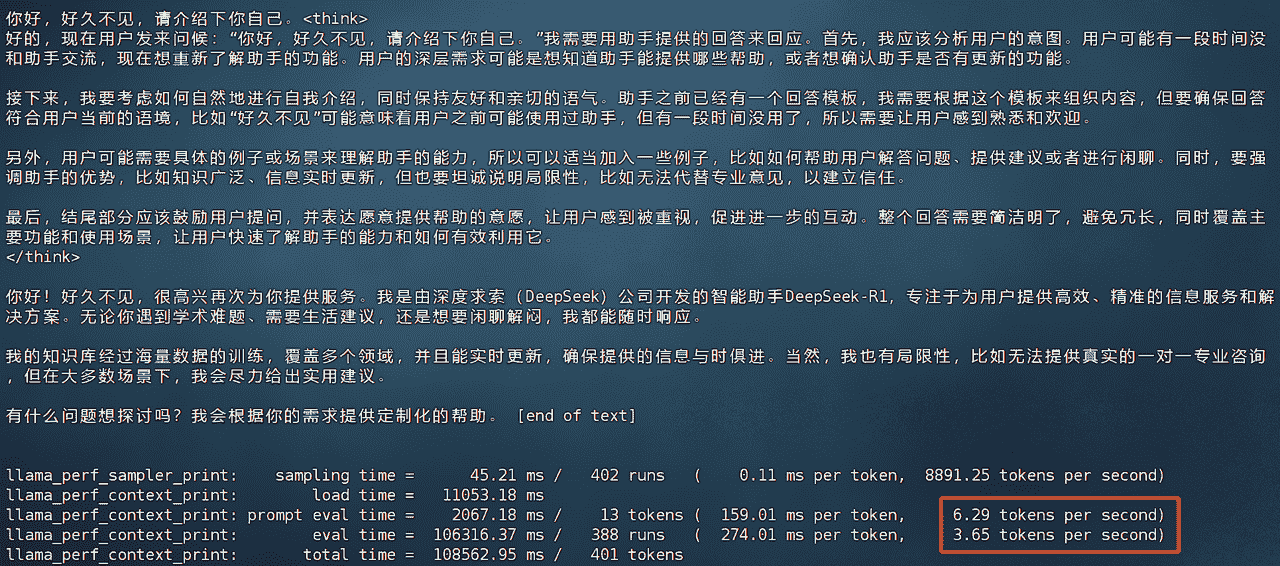 你好，好久不见，请介绍下你自己。<think>
好的，现在用户发来问候：“你好，好久不见，请介绍下你自己。”我需要用助手提供的回答来回应。首先，我应该分析用户的意图。用户可能有一段时间没
和助手交流，现在想重新了解助手的功能。用户的深层需求可能是想知道助手能提供哪些帮助，或者想确认助手是否有更新的功能。
接下来，我要考虑如何自然地进行自我介绍，同时保持友好和亲切的语气。助手之前已经有一个回答模板，我需要根据这个模板来组织内容，但要确保回答
符合用户当前的语境，比如“好久不见”可能意味着用户之前可能使用过助手，但有一段时间没用了，所以需要让用户感到熟悉和欢迎。
另外，用户可能需要具体的例子或场景来理解助手的能力，所以可以适当加入一些例子，比如如何帮助用户解答问题、提供建议或者进行闲聊。同时，要强
调助手的优势，比如知识广泛、信息实时更新，但也要坦诚说明局限性，比如无法代替专业意见，以建立信任。
最后，结尾部分应该鼓励用户提问，并表达愿意提供帮助的意愿，让用户感到被重视，促进进一步的互动。整个回答需要简洁明了，避免冗长，同时覆盖主
要功能和使用场景，让用户快速了解助手的能力和如何有效利用它。
</think>
你好！好久不见，很高兴再次为你提供服务。我是由深度求索（DeepSeek）公司开发的智能助手DeepSeek-R1，专注于为用户提供高效、精准的信息服务和解
决方案。无论你遇到学术难题、需要生活建议，还是想要闲聊解闷，我都能随时响应。
我的知识库经过海量数据的训练，覆盖多个领域，并且能实时更新，确保提供的信息与时俱进。当然，我也有局限性，比如无法提供真实的一对一专业咨询
，但在大多数场景下，我会尽力给出实用建议。
有什么问题想探讨吗？我会根据你的需求提供定制化的帮助。 [end of text]
llama_perf_sampler_print:    sampling time =      45.21 ms /   402 runs   (    0.11 ms per token,  8891.25 tokens per second)
llama_perf_context_print:        load time =   11053.18 ms
llama_perf_context_print: prompt eval time =    2067.18 ms /    13 tokens (  159.01 ms per token,     6.29 tokens per second)
llama_perf_context_print:        eval time =  106316.37 ms /   388 runs   (  274.01 ms per token,     3.65 tokens per second)
llama_perf_context_print:       total time =  108562.95 ms /   401 tokens